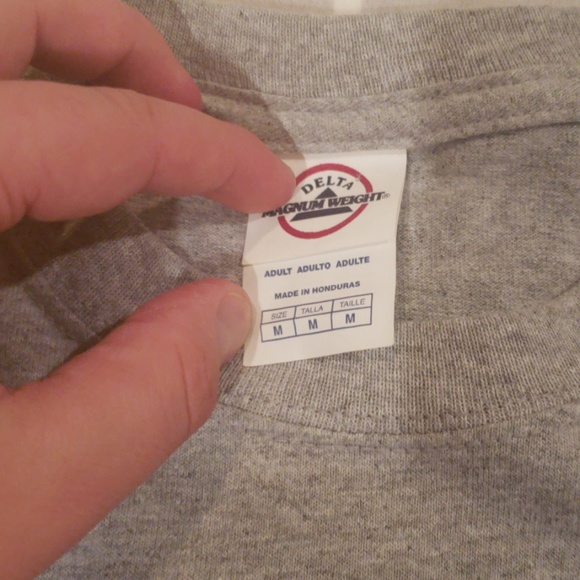 DELTA
MAGNUM WEIGHT®
ADULT ADULTO ADULTE
MADE IN HONDURAS
SIZE TALLA TAILLE
M M M